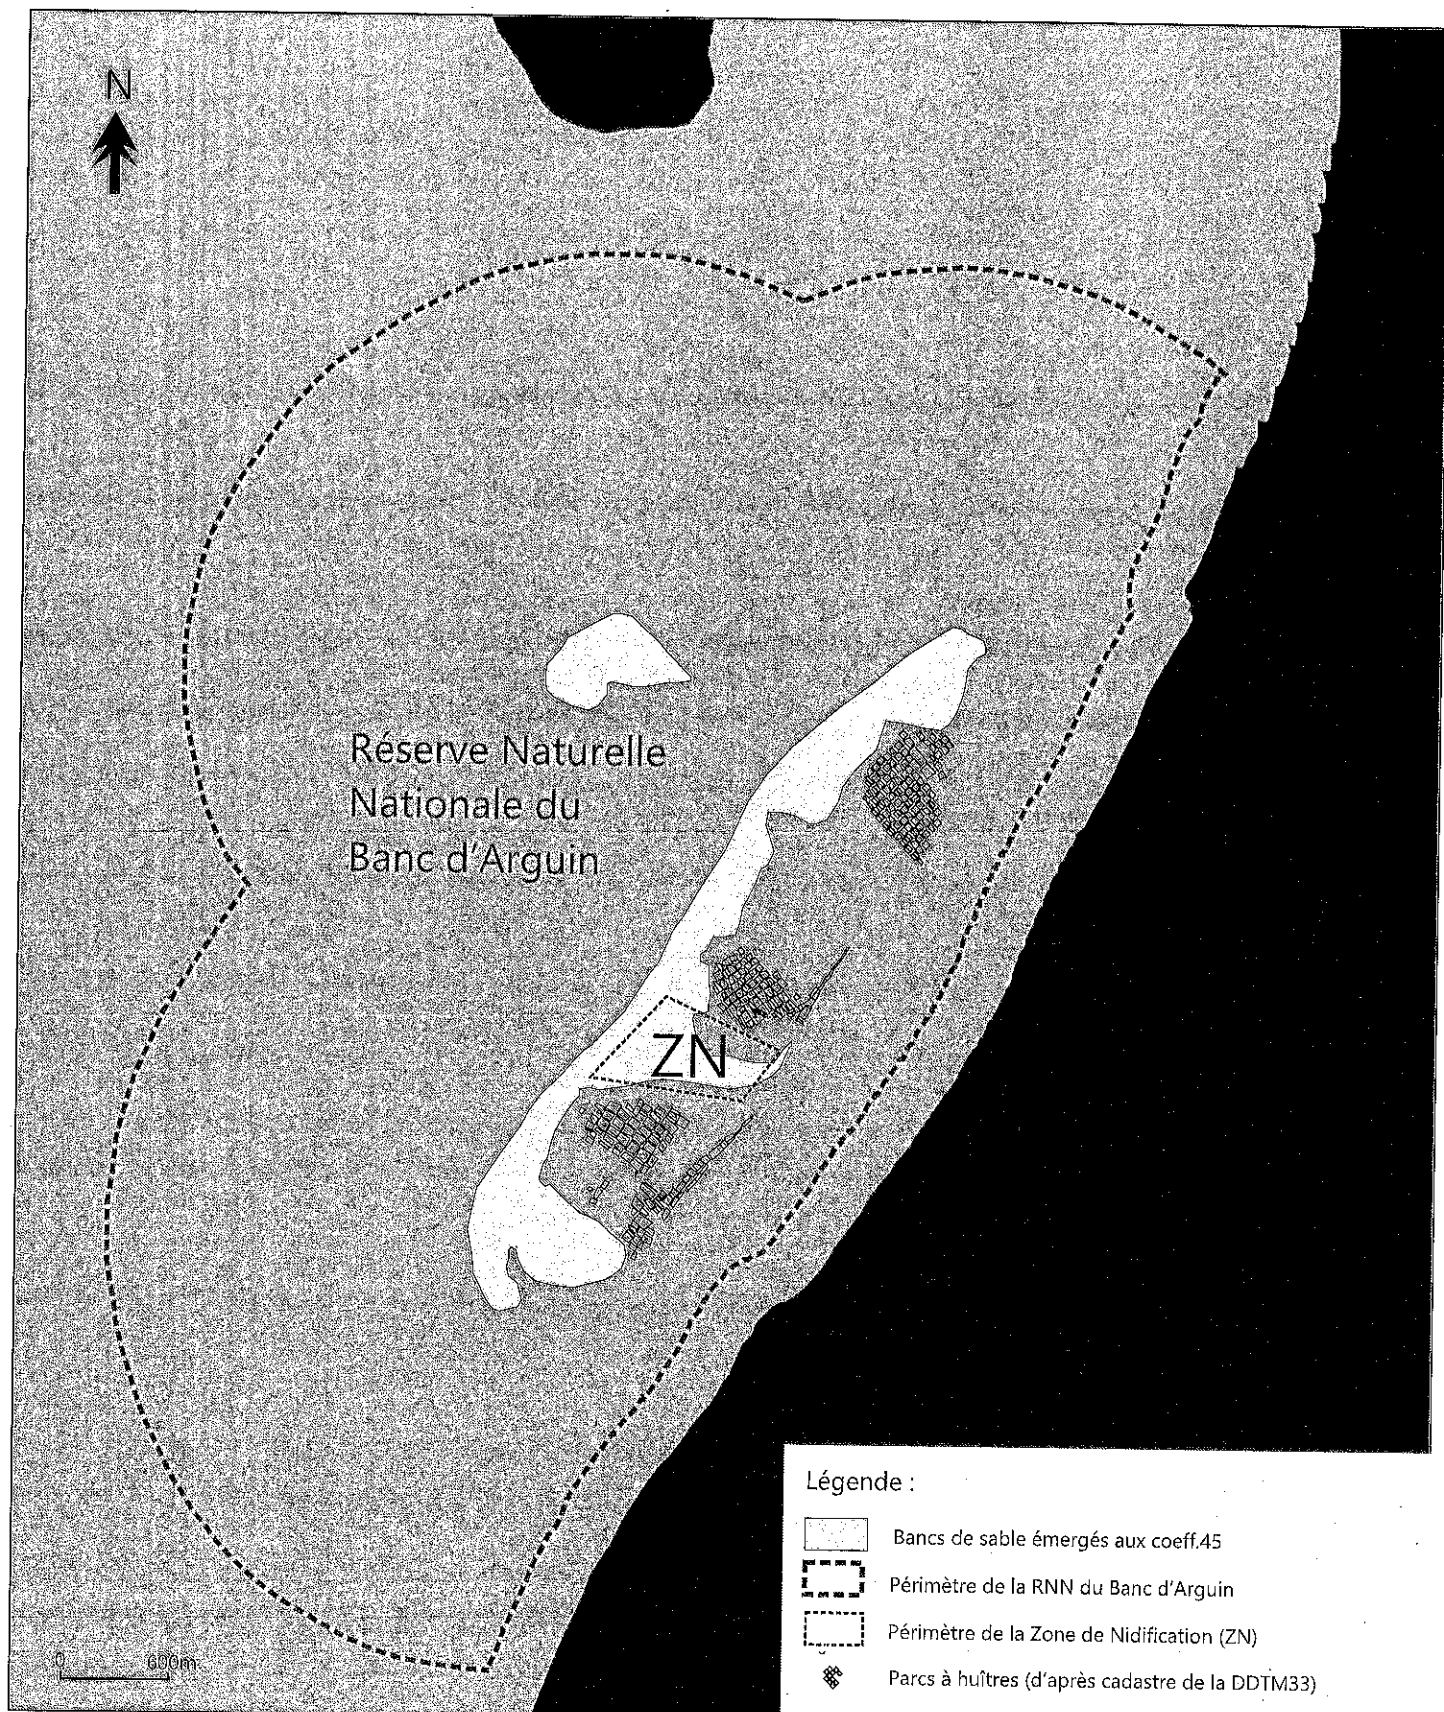 N
Réserve Naturelle
Nationale du
Banc d'Arguin
ZN
Légende :
Bancs de sable émergés aux coeff.45
Périmètre de la RNN du Banc d'Arguin
Périmètre de la Zone de Nidification (ZN)
Parcs à huîtres (d'après cadastre de la DDTM33)
0 600m